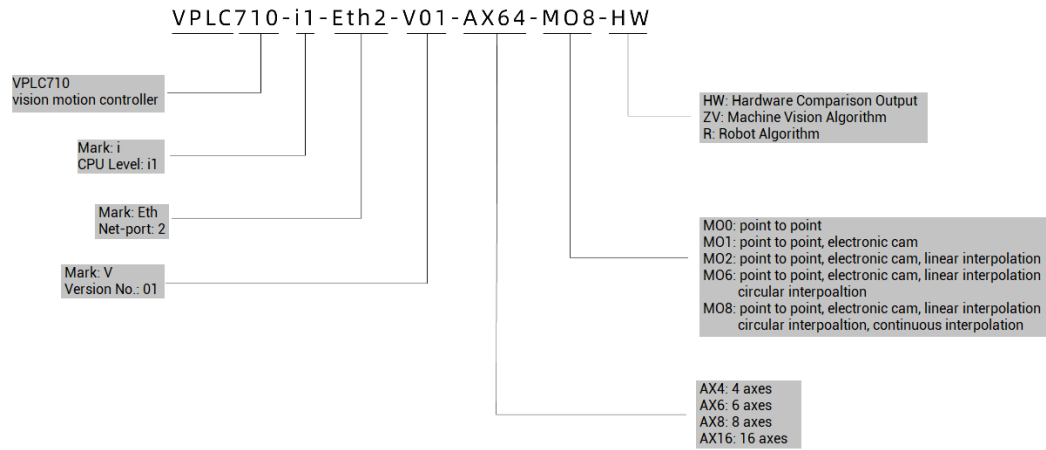 VPLC710-i1-Eth2-V01-AX64-MO8-HW
VPLC710
vision motion controller
Mark: i
CPU Level: i1
Mark: Eth
Net-port: 2
Mark: V
Version No.: 01
HW: Hardware Comparison Output
ZV: Machine Vision Algorithm
R: Robot Algorithm
MO0: point to point
MO1: point to point, electronic cam
MO2: point to point, electronic cam, linear interpolation
MO6: point to point, electronic cam, linear interpolation
circular interpoaltion
MO8: point to point, electronic cam, linear interpolation
circular interpoaltion, continuous interpolation
AX4: 4 axes
AX6: 6 axes
AX8: 8 axes
AX16: 16 axes